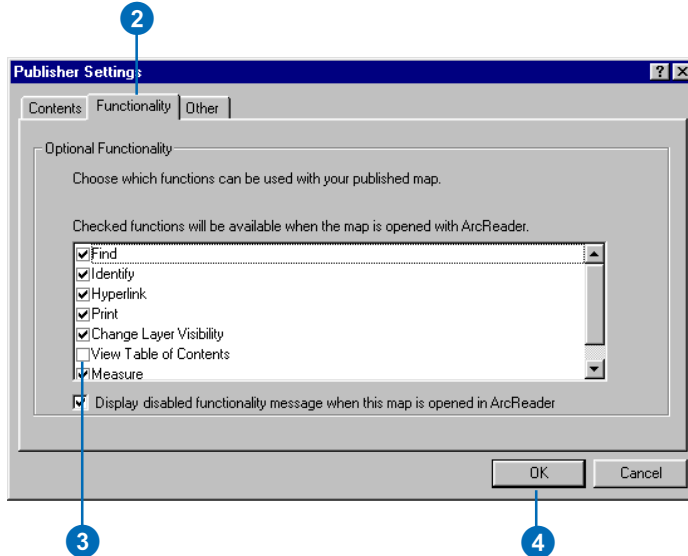 2
Publisher Settings
Contents Functionality Other
Optional Functionality
Choose which functions can be used with your published map.
Checked functions will be available when the map is opened with ArcReader.
Find
Identify
Hyperlink
Print
Change Layer Visibility
View Table of Contents
Measure
Display disabled functionality message when this map is opened in ArcReader
OK Cancel
3 4